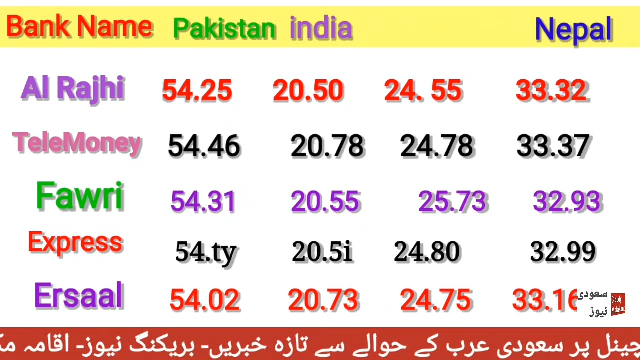 Bank Name Pakistan india Nepal
Al Rajhi 54.25 20.50 24. 55 33.32
TeleMoney 54.46 20.78 24.78 33.37
Fawri 54.31 20.55 25.73 32.93
Express 54.ty 20.5i 24.80 32.99
Ersaal 54.02 20.73 24.75 33.16
سعودی
نیوز
چینل پر سعودی عرب کے حوالے سے تازہ خبریں- بریکنگ نیوز- اقامہ